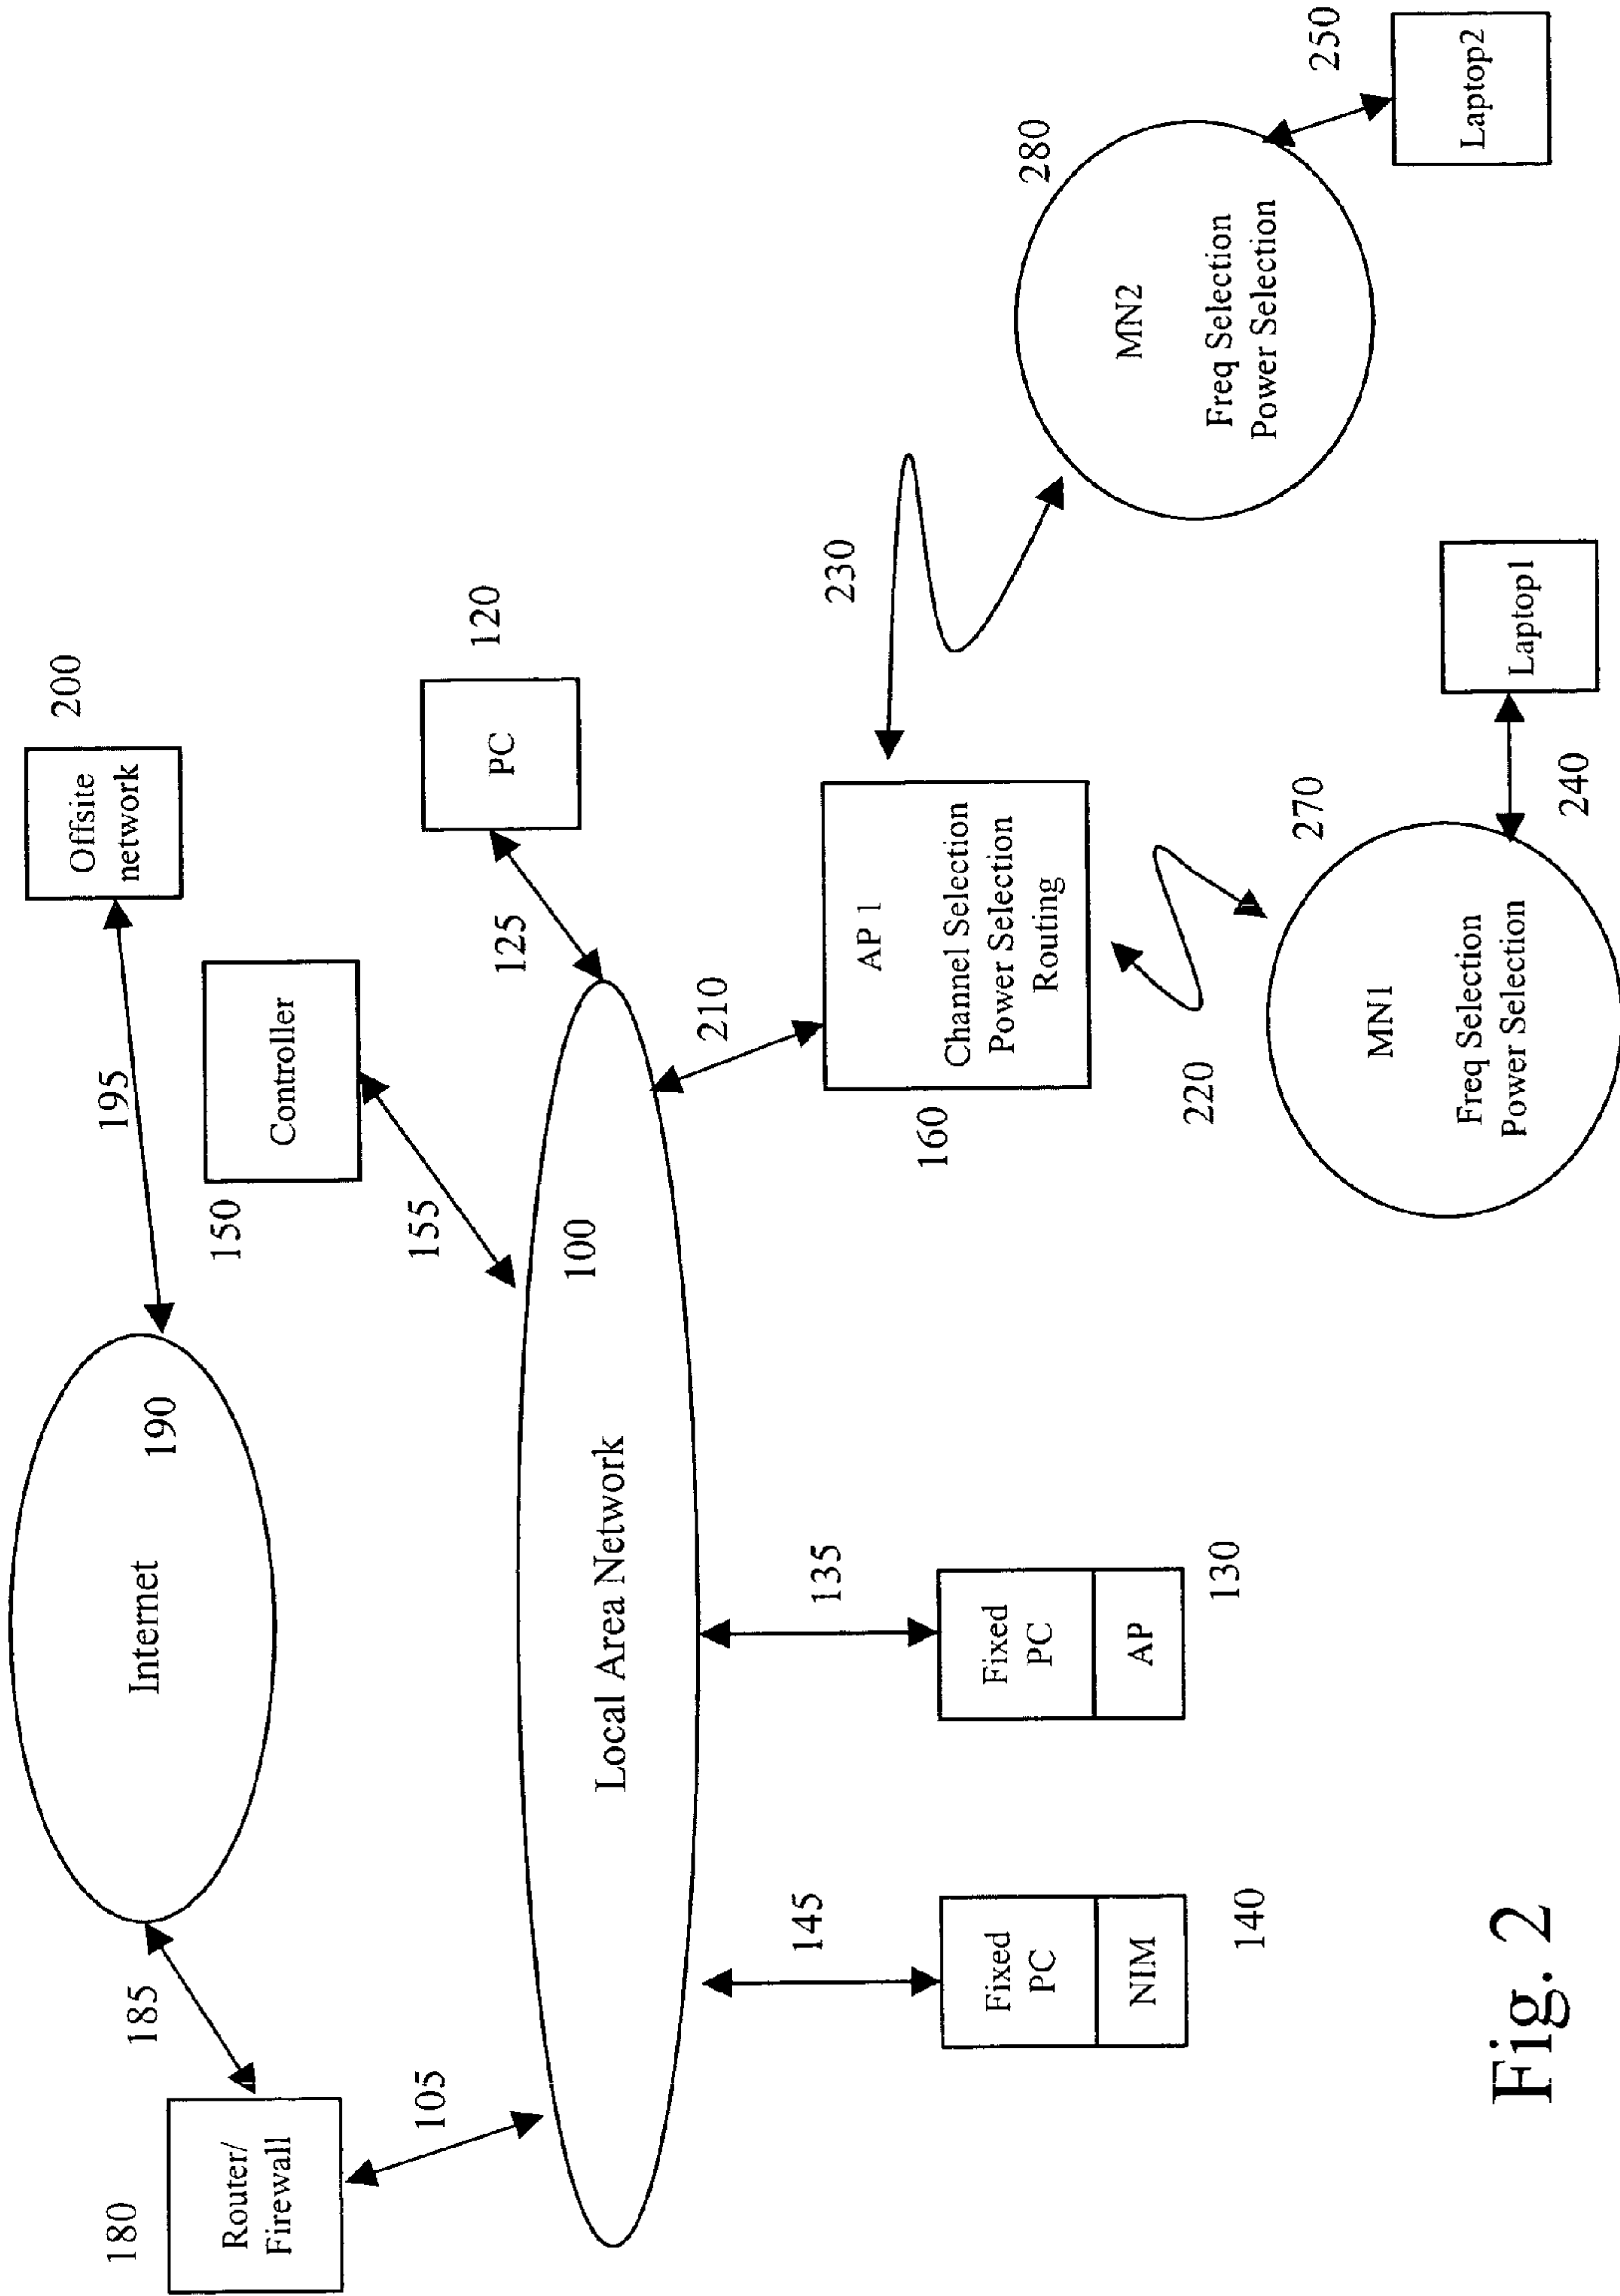 180
Router/
Firewall
185
105
Internet
190
195
Offsite
network
200
150
Controller
155
Local Area Network
100
125
PC
120
145
Fixed
PC
NIM
140
135
Fixed
PC
AP
130
210
160
AP 1
Channel Selection
Power Selection
Routing
230
220
270
MN1
Freq Selection
Power Selection
240
Laptop1
280
MN2
Freq Selection
Power Selection
250
Laptop2
Fig. 2